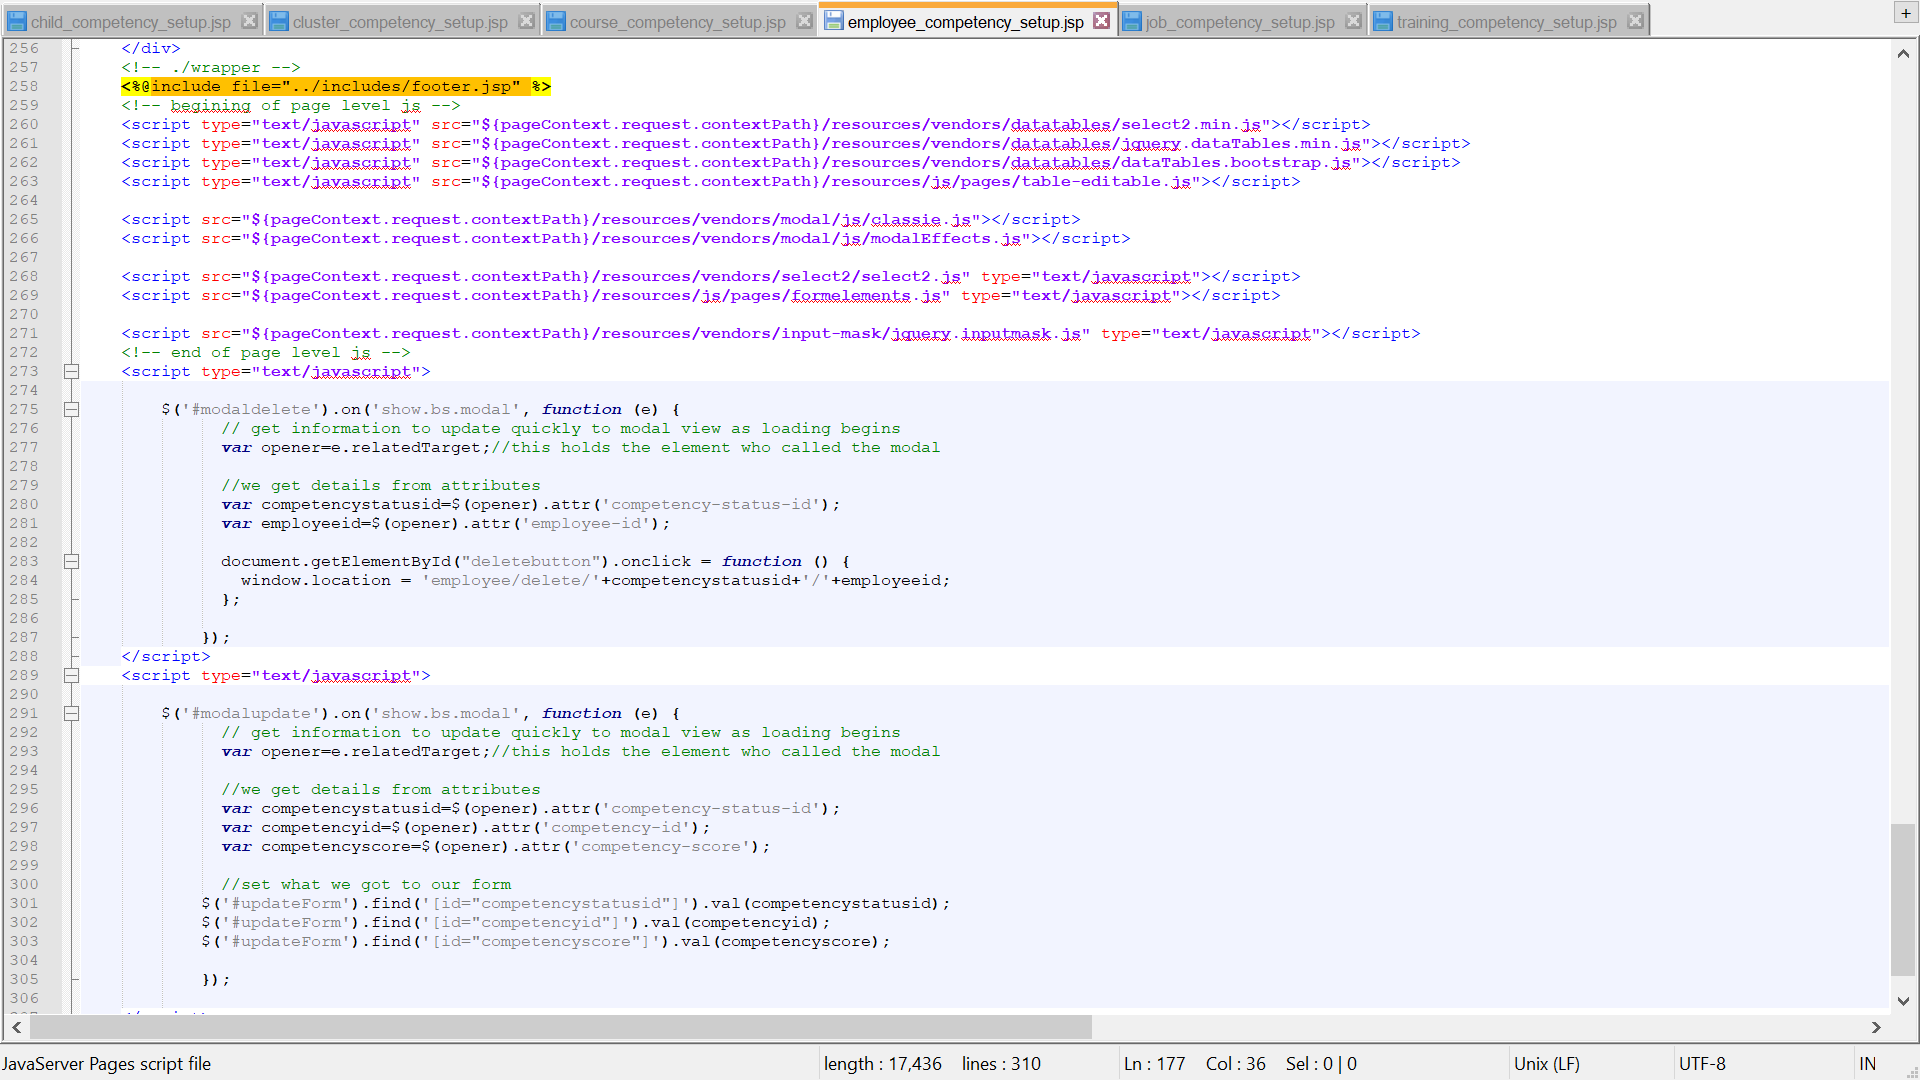 child_competency_setup.jsp cluster_competency_setup.jsp course_competency_setup.jsp employee_competency_setup.jsp job_competency_setup.jsp training_competency_setup.jsp +
256 </div>
257 <!-- ./wrapper -->
258 <%@include file="../includes/footer.jsp" %>
259 <!-- begining of page level js -->
260 <script type="text/javascript" src="${pageContext.request.contextPath}/resources/vendors/datatables/select2.min.js"></script>
261 <script type="text/javascript" src="${pageContext.request.contextPath}/resources/vendors/datatables/jquery.dataTables.min.js"></script>
262 <script type="text/javascript" src="${pageContext.request.contextPath}/resources/vendors/datatables/dataTables.bootstrap.js"></script>
263 <script type="text/javascript" src="${pageContext.request.contextPath}/resources/js/pages/table-editable.js"></script>
264
265 <script src="${pageContext.request.contextPath}/resources/vendors/modal/js/classie.js"></script>
266 <script src="${pageContext.request.contextPath}/resources/vendors/modal/js/modalEffects.js"></script>
267
268 <script src="${pageContext.request.contextPath}/resources/vendors/select2/select2.js" type="text/javascript"></script>
269 <script src="${pageContext.request.contextPath}/resources/js/pages/formelements.js" type="text/javascript"></script>
270
271 <script src="${pageContext.request.contextPath}/resources/vendors/input-mask/jquery.inputmask.js" type="text/javascript"></script>
272 <!-- end of page level js -->
273 <script type="text/javascript">
274
275 $('#modaldelete').on('show.bs.modal', function (e) {
276 // get information to update quickly to modal view as loading begins
277 var opener=e.relatedTarget;//this holds the element who called the modal
278
279 //we get details from attributes
280 var competencystatusid=$(opener).attr('competency-status-id');
281 var employeeid=$(opener).attr('employee-id');
282
283 document.getElementById("deletebutton").onclick = function () {
284 window.location = 'employee/delete/'+competencystatusid+'/'+employeeid;
285 };
286
287 });
288 </script>
289 <script type="text/javascript">
290
291 $('#modalupdate').on('show.bs.modal', function (e) {
292 // get information to update quickly to modal view as loading begins
293 var opener=e.relatedTarget;//this holds the element who called the modal
294
295 //we get details from attributes
296 var competencystatusid=$(opener).attr('competency-status-id');
297 var competencyid=$(opener).attr('competency-id');
298 var competencyscore=$(opener).attr('competency-score');
299
300 //set what we got to our form
301 $('#updateForm').find('[id="competencystatusid"]').val(competencystatusid);
302 $('#updateForm').find('[id="competencyid"]').val(competencyid);
303 $('#updateForm').find('[id="competencyscore"]').val(competencyscore);
304
305 });
306
JavaServer Pages script file length : 17,436 lines : 310 Ln : 177 Col : 36 Sel : 0 | 0 Unix (LF) UTF-8 IN